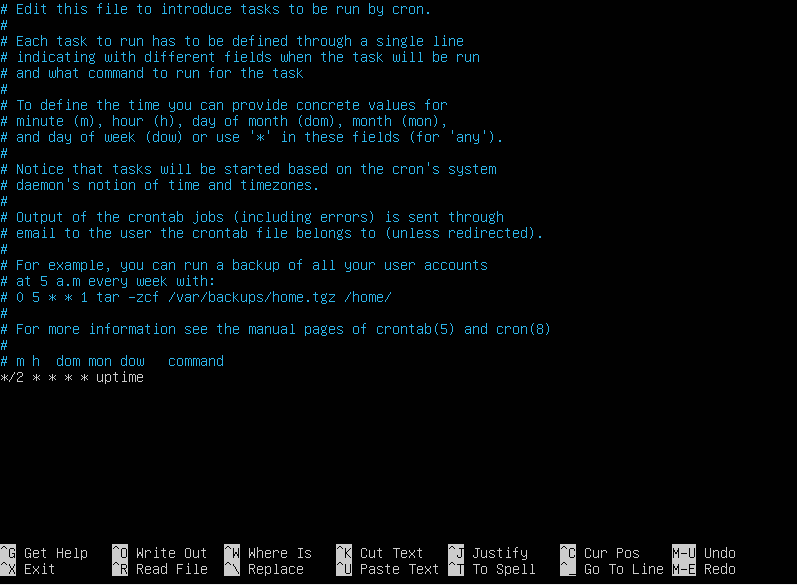 # Edit this file to introduce tasks to be run by cron.
#
# Each task to run has to be defined through a single line
# indicating with different fields when the task will be run
# and what command to run for the task
#
# To define the time you can provide concrete values for
# minute (m), hour (h), day of month (dom), month (mon),
# and day of week (dow) or use '*' in these fields (for 'any').
#
# Notice that tasks will be started based on the cron's system
# daemon's notion of time and timezones.
#
# Output of the crontab jobs (including errors) is sent through
# email to the user the crontab file belongs to (unless redirected).
#
# For example, you can run a backup of all your user accounts
# at 5 a.m every week with:
# 0 5 * * 1 tar -zcf /var/backups/home.tgz /home/
#
# For more information see the manual pages of crontab(5) and cron(8)
#
# m h  dom mon dow   command
*/2 * * * * uptime
^G Get Help   ^O Write Out  ^W Where Is   ^K Cut Text   ^J Justify    ^C Cur Pos    M-U Undo
^X Exit       ^R Read File  ^\ Replace    ^U Paste Text ^T To Spell   ^_ Go To Line M-E Redo